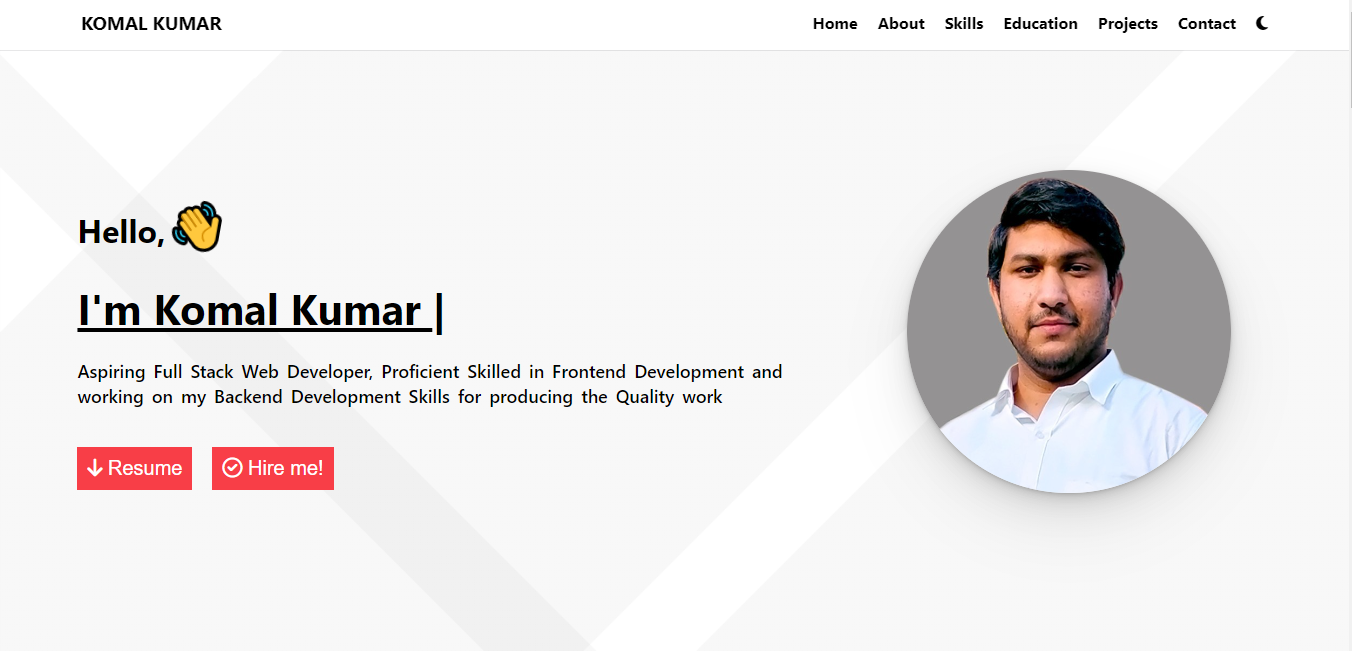 KOMAL KUMAR
Home About Skills Education Projects Contact
Hello,
I'm Komal Kumar |
Aspiring Full Stack Web Developer, Proficient Skilled in Frontend Development and
working on my Backend Development Skills for producing the Quality work
Resume Hire me!